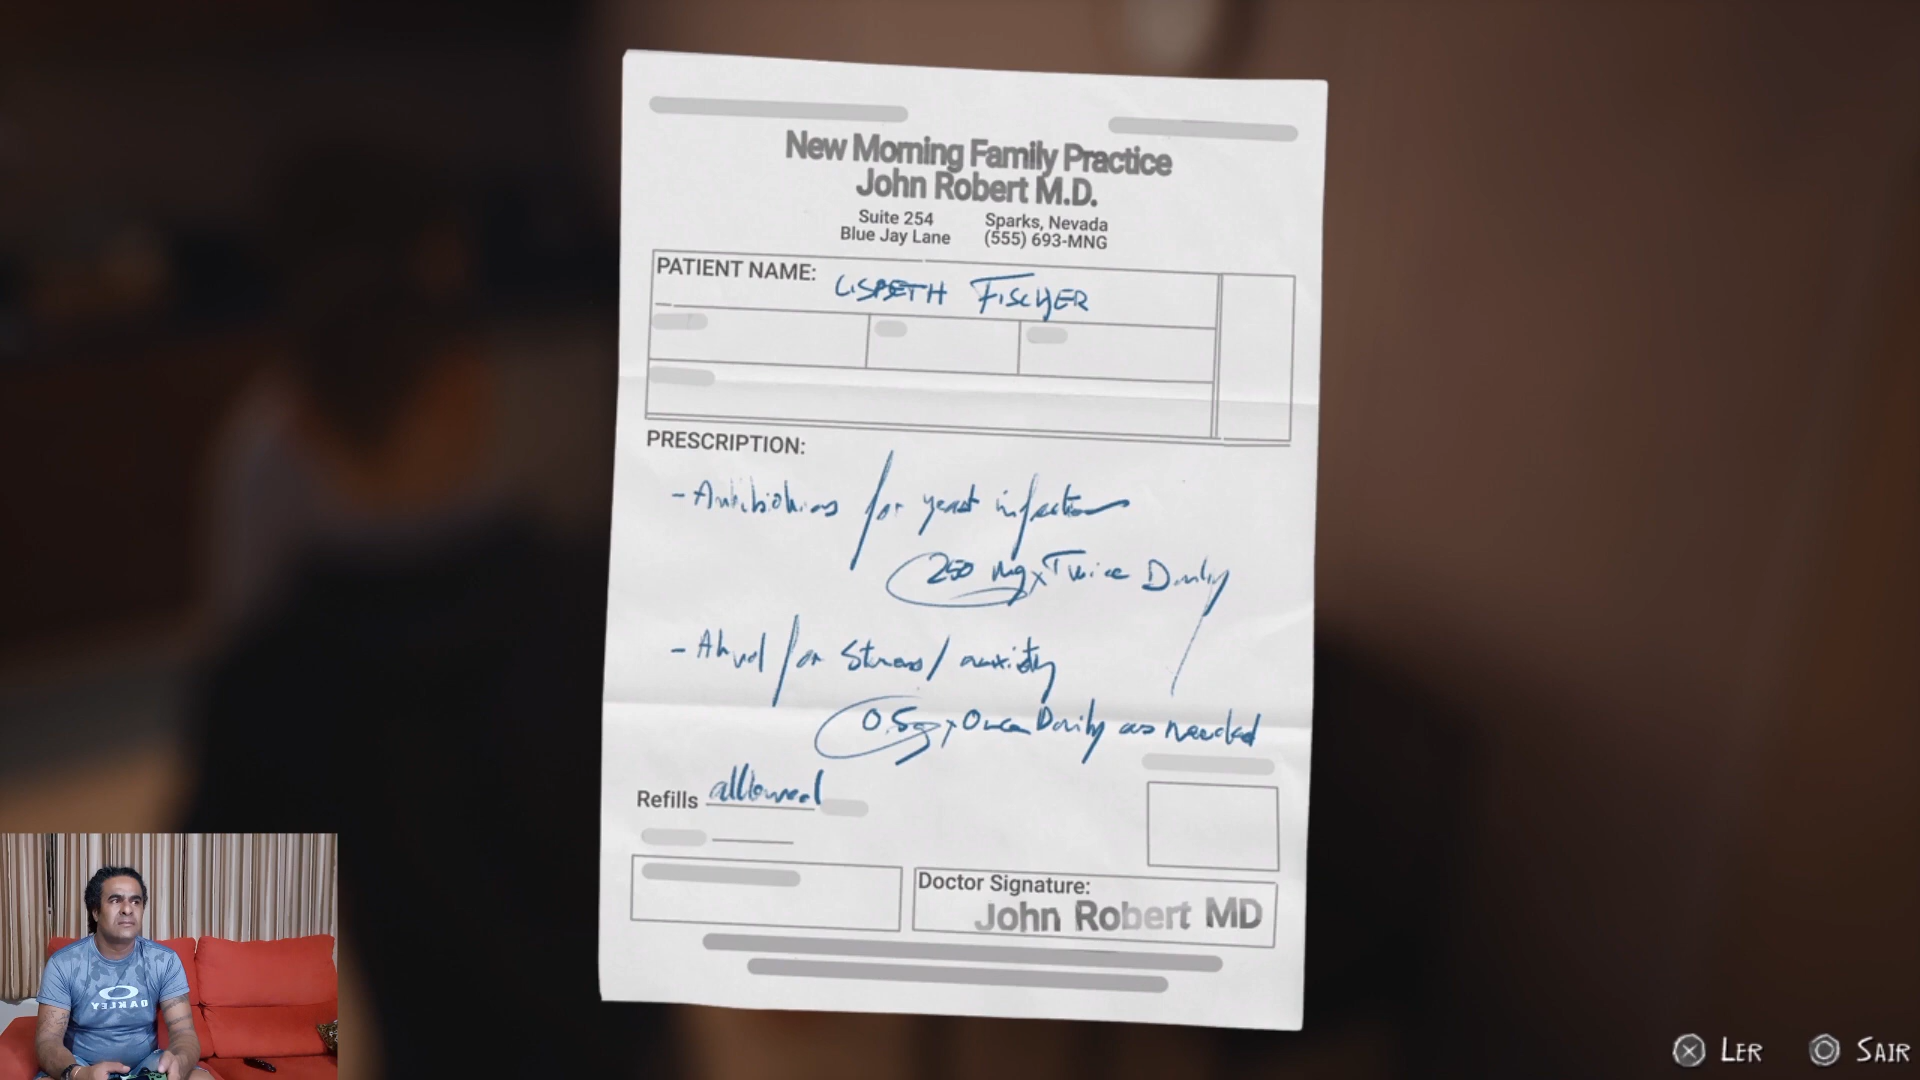 New Morning Family Practice
John Robert M.D.
Suite 254 Sparks, Nevada
Blue Jay Lane (555) 693-MNG
PATIENT NAME: LISBETH FISCHER
PRESCRIPTION:
- Antibiotics for yeast infection
250 mg x Twice Daily
- Ativol for Stress/anxiety
0.5g x Once Daily as needed
Refills allowed
Doctor Signature:
John Robert MD
OAKLEY
LER SAIR